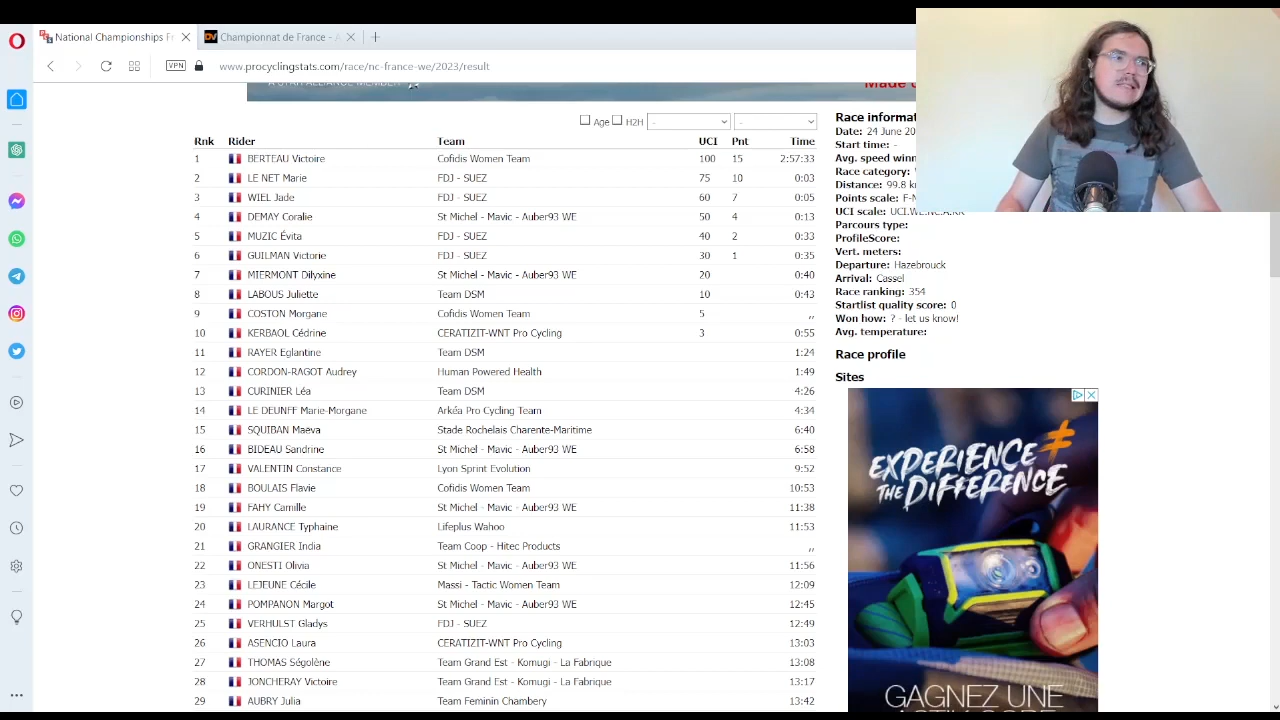 National Championships Fr
Championnat de France - A
VPN
www.procyclingstats.com/race/nc-france-we/2023/result
Age H2H - -
Rnk Rider Team UCI Pnt Time
1 BERTEAU Victoire Cofidis Women Team 100 15 2:57:33
2 LE NET Marie FDJ - SUEZ 75 10 0:03
3 WIEL Jade FDJ - SUEZ 60 7 0:05
4 DEMAY Coralie St Michel - Mavic - Auber93 WE 50 4 0:13
5 MUZIC Évita FDJ - SUEZ 40 2 0:33
6 GUILMAN Victorie FDJ - SUEZ 30 1 0:35
7 MIERMONT Dilyxine St Michel - Mavic - Auber93 WE 20 0:40
8 LABOUS Juliette Team DSM 10 0:43
9 COSTON Morgane Cofidis Women Team 5 ,,
10 KERBAOL Cédrine CERATIZIT-WNT Pro Cycling 3 0:55
11 RAYER Eglantine Team DSM 1:24
12 CORDON-RAGOT Audrey Human Powered Health 1:49
13 CURINIER Léa Team DSM 4:26
14 LE DEUNFF Marie-Morgane Arkéa Pro Cycling Team 4:34
15 SQUIBAN Maeva Stade Rochelais Charente-Maritime 6:40
16 BIDEAU Sandrine St Michel - Mavic - Auber93 WE 6:58
17 VALENTIN Constance Lyon Sprint Evolution 9:52
18 BOULAIS Flavie Cofidis Women Team 10:53
19 FAHY Camille St Michel - Mavic - Auber93 WE 11:38
20 LAURANCE Typhaine Lifeplus Wahoo 11:53
21 GRANGIER India Team Coop - Hitec Products ,,
22 ONESTI Olivia St Michel - Mavic - Auber93 WE 11:56
23 LEJEUNE Cécile Massi - Tactic Women Team 12:09
24 POMPANON Margot St Michel - Mavic - Auber93 WE 12:45
25 VERHULST Gladys FDJ - SUEZ 12:49
26 ASENCIO Laura CERATIZIT-WNT Pro Cycling 13:03
27 THOMAS Ségolène Team Grand Est - Komugi - La Fabrique 13:08
28 JONCHERAY Victoire Team Grand Est - Komugi - La Fabrique 13:17
29 AUBRY Julia Team Feminin Chambery 13:42
Race informat
Date: 24 June 20
Start time: -
Avg. speed winn
Race category:
Distance: 99.8 k
Points scale: F-N
UCI scale: UCI.WE.NC.A.RR
Parcours type:
ProfileScore:
Vert. meters:
Departure: Hazebrouck
Arrival: Cassel
Race ranking: 354
Startlist quality score: 0
Won how: ? - let us know!
Avg. temperature:
Race profile
Sites
EXPERIENCE
THE DIFFERENCE
GAGNEZ UNE